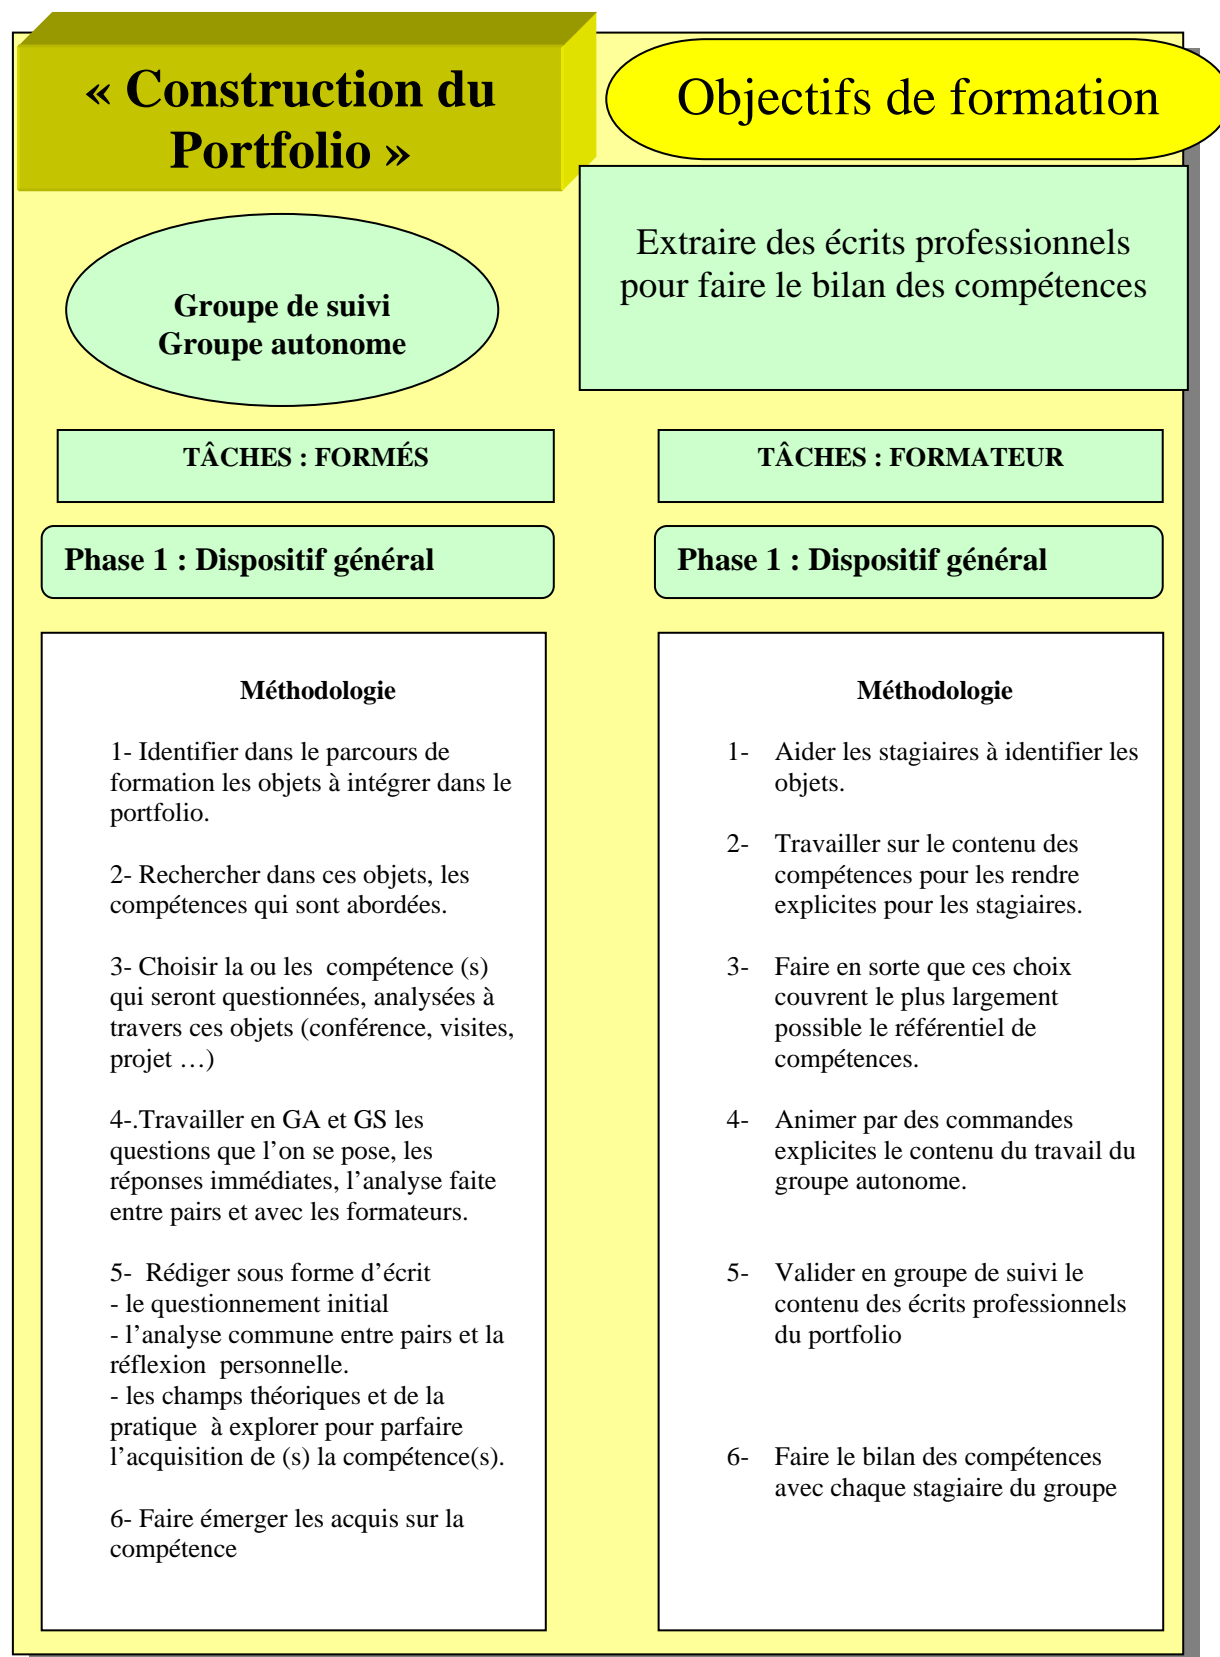 « Construction du
Portfolio »
Objectifs de formation
Extraire des écrits professionnels
pour faire le bilan des compétences
Groupe de suivi
Groupe autonome
TÂCHES : FORMÉS
TÂCHES : FORMATEUR
Phase 1 : Dispositif général
Phase 1 : Dispositif général
Méthodologie
1- Identifier dans le parcours de
formation les objets à intégrer dans le
portfolio.
2- Rechercher dans ces objets, les
compétences qui sont abordées.
3- Choisir la ou les  compétence (s)
qui seront questionnées, analysées à
travers ces objets (conférence, visites,
projet …)
4-.Travailler en GA et GS les
questions que l’on se pose, les
réponses immédiates, l’analyse faite
entre pairs et avec les formateurs.
5-  Rédiger sous forme d’écrit
- le questionnement initial
- l’analyse commune entre pairs et la
réflexion  personnelle.
- les champs théoriques et de la
pratique  à explorer pour parfaire
l’acquisition de (s) la compétence(s).
6- Faire émerger les acquis sur la
compétence
Méthodologie
1- Aider les stagiaires à identifier les
objets.
2- Travailler sur le contenu des
compétences pour les rendre
explicites pour les stagiaires.
3- Faire en sorte que ces choix
couvrent le plus largement
possible le référentiel de
compétences.
4- Animer par des commandes
explicites le contenu du travail du
groupe autonome.
5- Valider en groupe de suivi le
contenu des écrits professionnels
du portfolio
6- Faire le bilan des compétences
avec chaque stagiaire du groupe